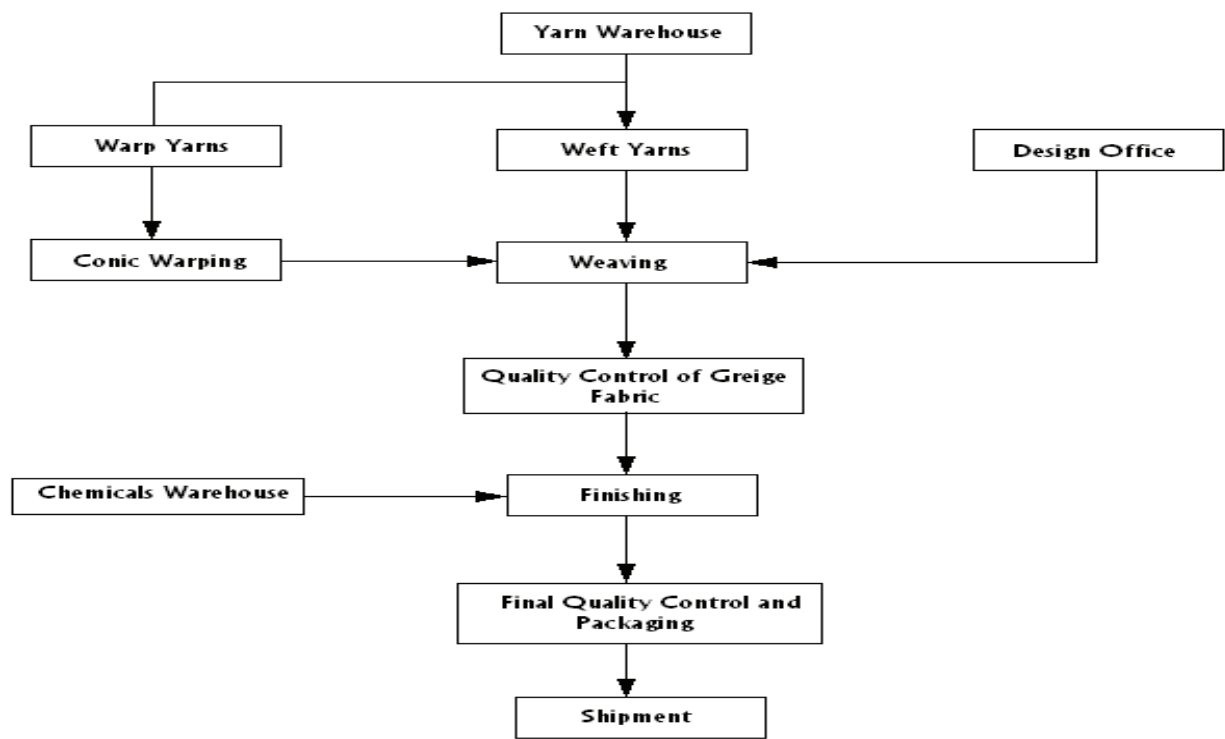 Yarn Warehouse
Warp Yarns
Weft Yarns
Design Office
Conic Warping
Weaving
Quality Control of Greige
Fabric
Chemicals Warehouse
Finishing
Final Quality Control and
Packaging
Shipment